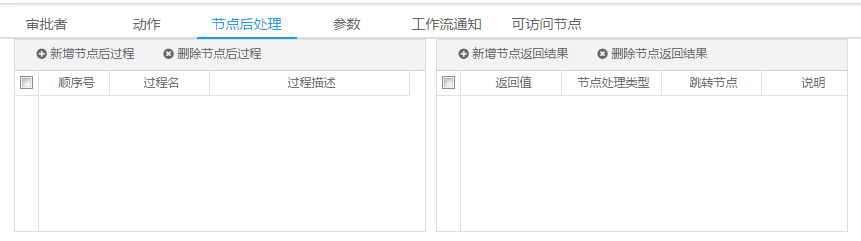 审批者 动作 节点后处理 参数 工作流通知 可访问节点
新增节点后过程 删除节点后过程 新增节点返回结果 删除节点返回结果
顺序号 过程名 过程描述 返回值 节点处理类型 跳转节点 说明